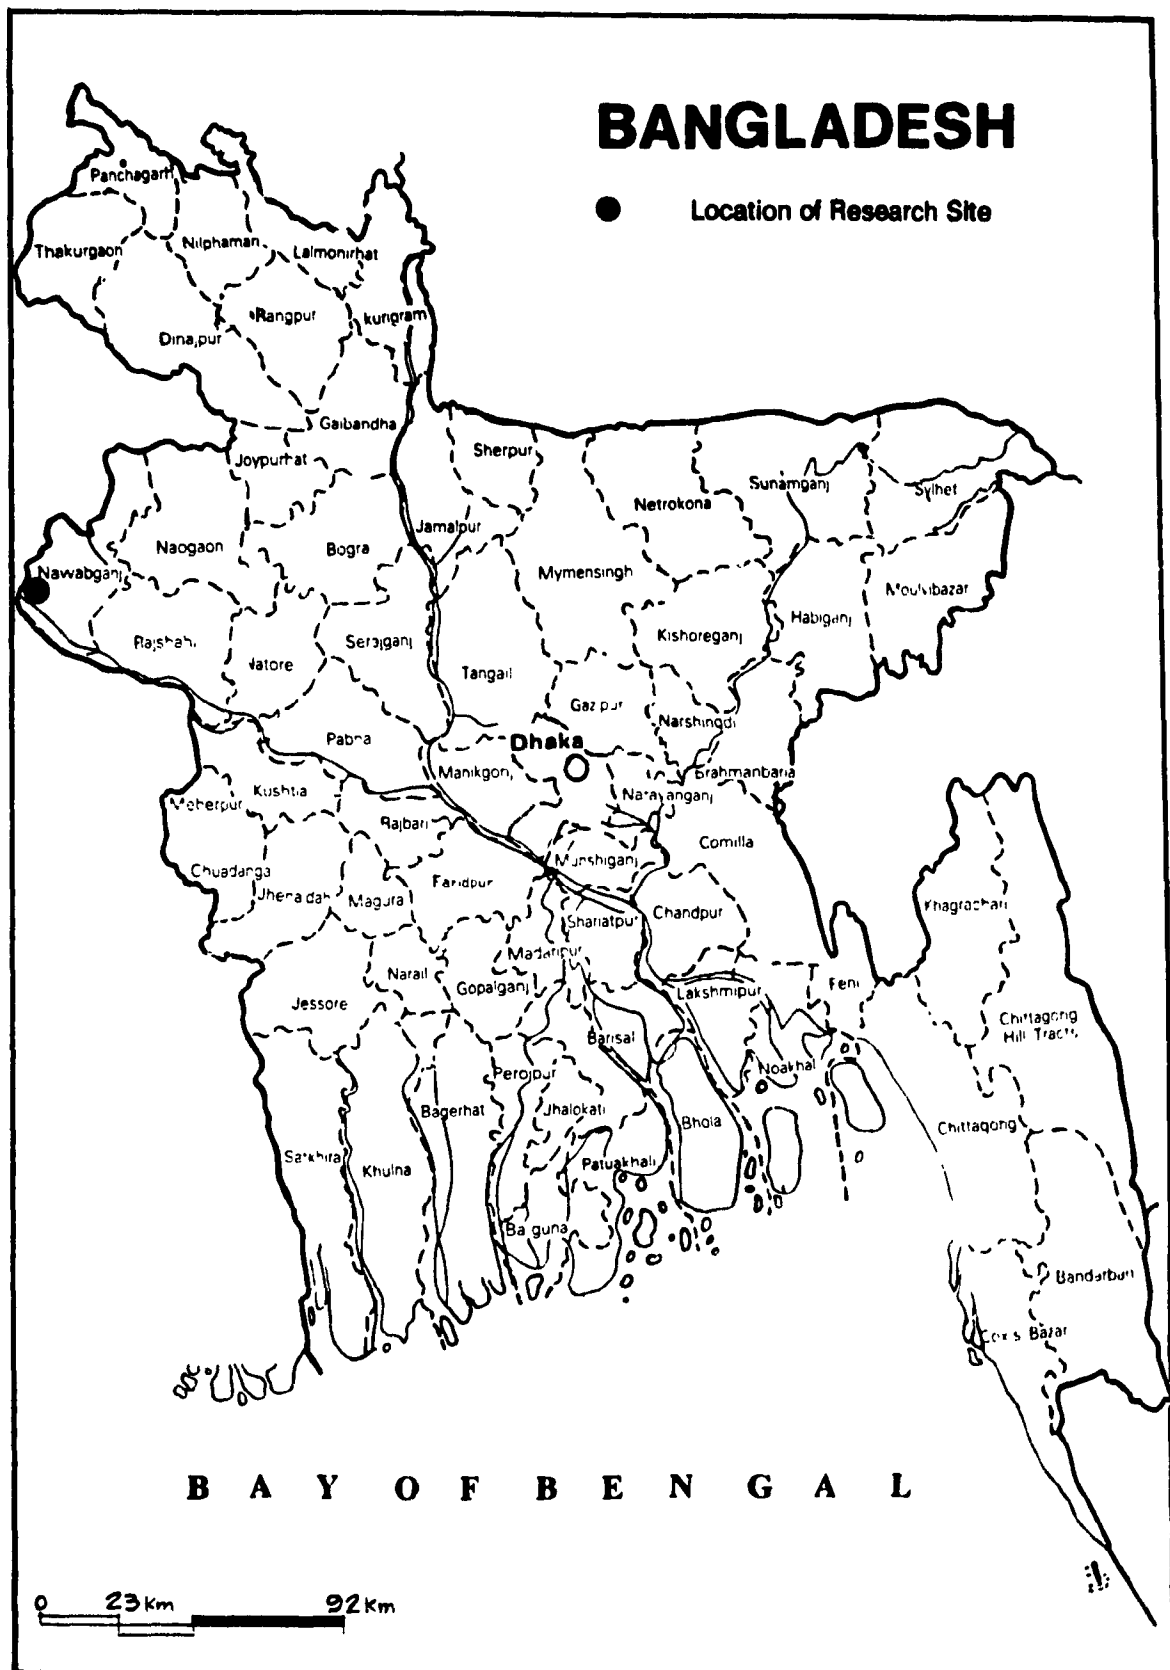 BANGLADESH
Location of Research Site
Panchagarh
Thakurgaon
Nilphaman
Lalmonirhat
Rangpur
kurigram
Dinajpur
Gaibandha
Joypurhat
Sherpur
Sunamganj
Sylhet
Netrokona
Jamalpur
Naogaon
Bogra
Mymensingh
Nawabganj
Moulvibazar
Habiganj
Kishoreganj
Rajshahi
Natore
Serajganj
Tangail
Gazipur
Narshingdi
Pabna
Dhaka
Manikgonj
Brahmanbaria
Kushtia
Meherpur
Narayanganj
Rajbari
Comilla
Munshiganj
Chuadanga
Jhenaidah
Magura
Faridpur
Shariatpur
Chandpur
Khagrachari
Madaripur
Narail
Gopalganj
Lakshmipur
Feni
Jessore
Chittagong
Hill Tracts
Barisal
Noakhali
Perojpur
Bagerhat
Jhalokati
Bhola
Chittagong
Satkhira
Khulna
Patuakhali
Barguna
Bandarban
Cox's Bazar
BAY OF BENGAL
0 23 Km 92 Km